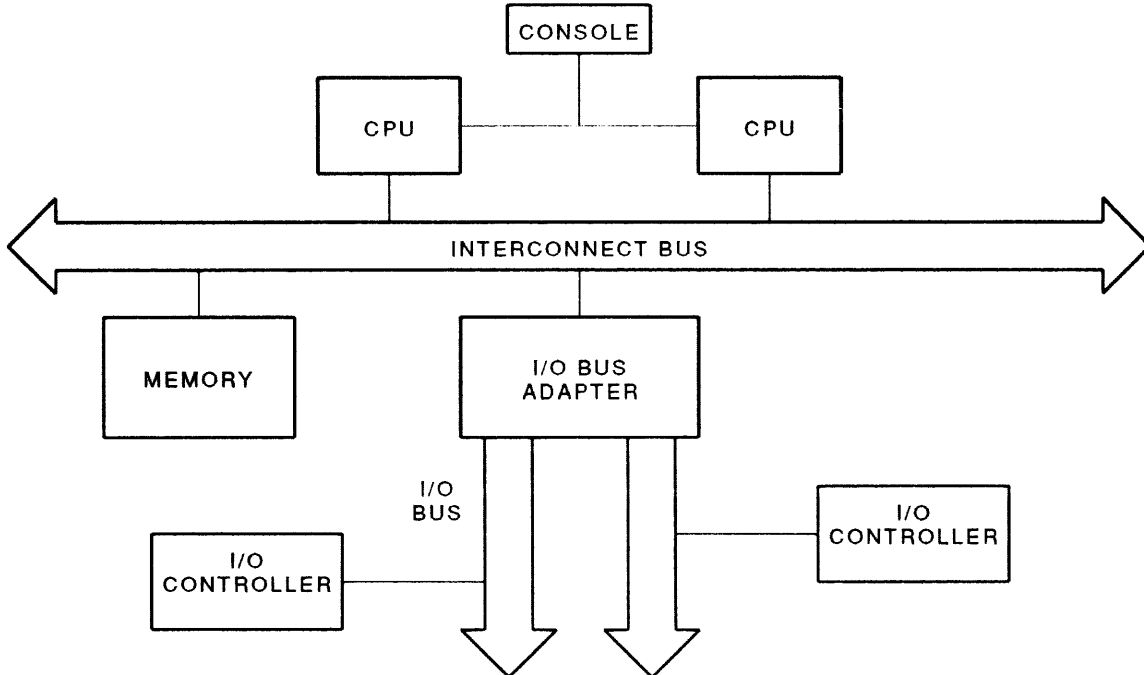 CONSOLE
CPU
CPU
INTERCONNECT BUS
MEMORY
I/O BUS
ADAPTER
I/O
BUS
I/O
CONTROLLER
I/O
CONTROLLER